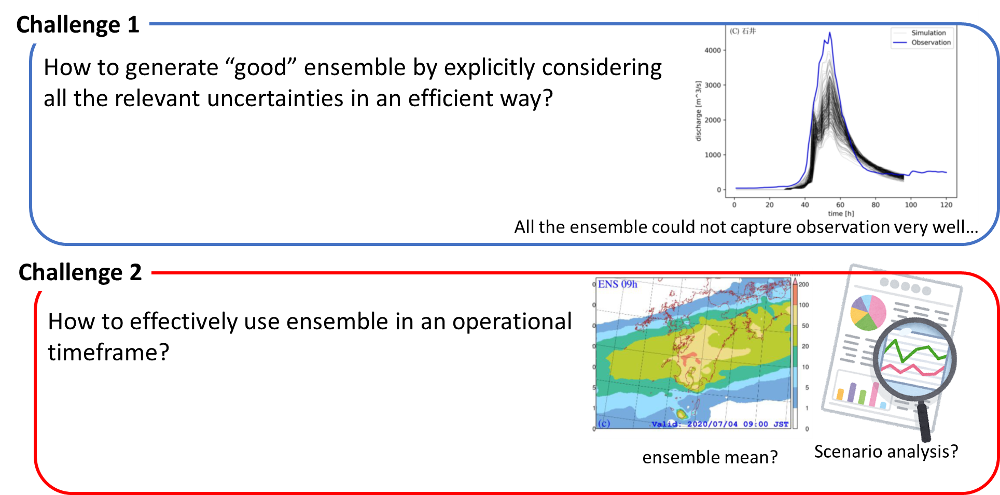 Challenge 1
How to generate “good” ensemble by explicitly considering
all the relevant uncertainties in an efficient way?
(C) 石井
Simulation
Observation
discharge [m^3/s]
4000
3000
2000
1000
0
0 20 40 60 80 100 120
time [h]
All the ensemble could not capture observation very well...
Challenge 2
How to effectively use ensemble in an operational
timeframe?
ENS 09h
(c)
Valid: 2020/07/04 09:00 JST
200
100
50
20
10
5
1
0
ensemble mean?
Scenario analysis?